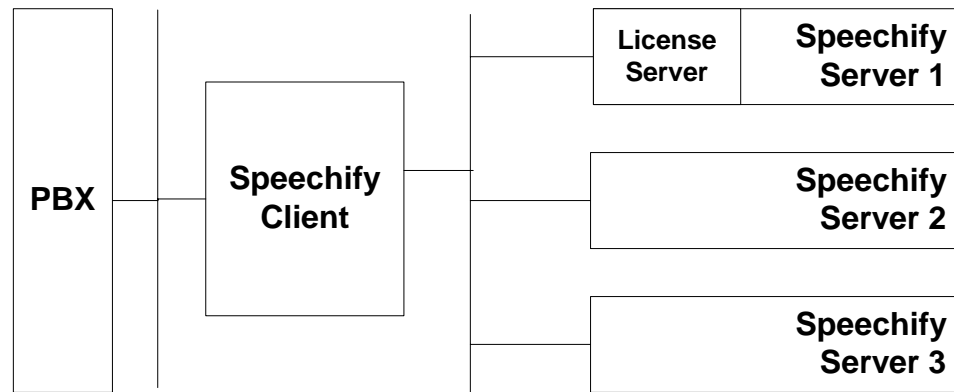 PBX
Speechify
Client
License
Server
Speechify
Server 1
Speechify
Server 2
Speechify
Server 3